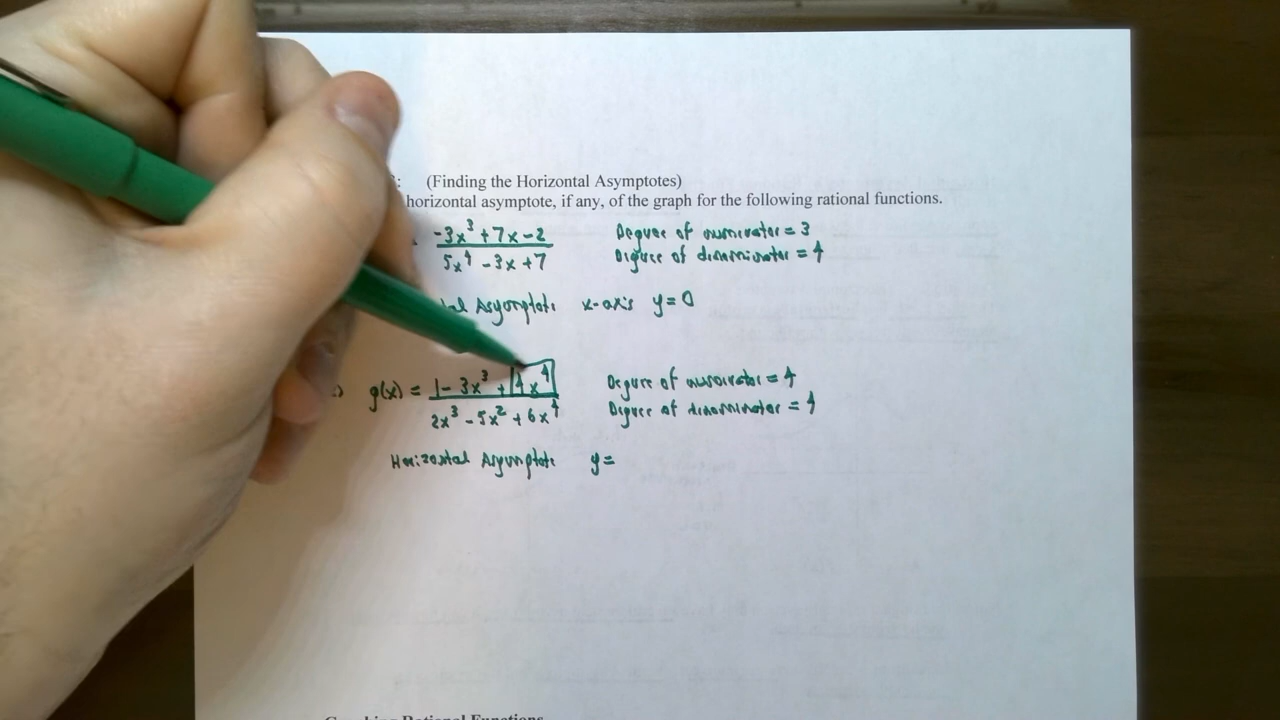 : (Finding the Horizontal Asymptotes)
horizontal asymptote, if any, of the graph for the following rational functions.
-3x³ + 7x - 2 Degree of numerator = 3
5x⁴ - 3x + 7 Degree of denominator = 4
Asymptote x-axis y = 0
g(x) = 1 - 3x³ + 4x⁴ Degree of numerator = 4
2x³ - 5x² + 6x⁴ Degree of denominator = 4
Horizontal Asymptote y =
Rational Functions